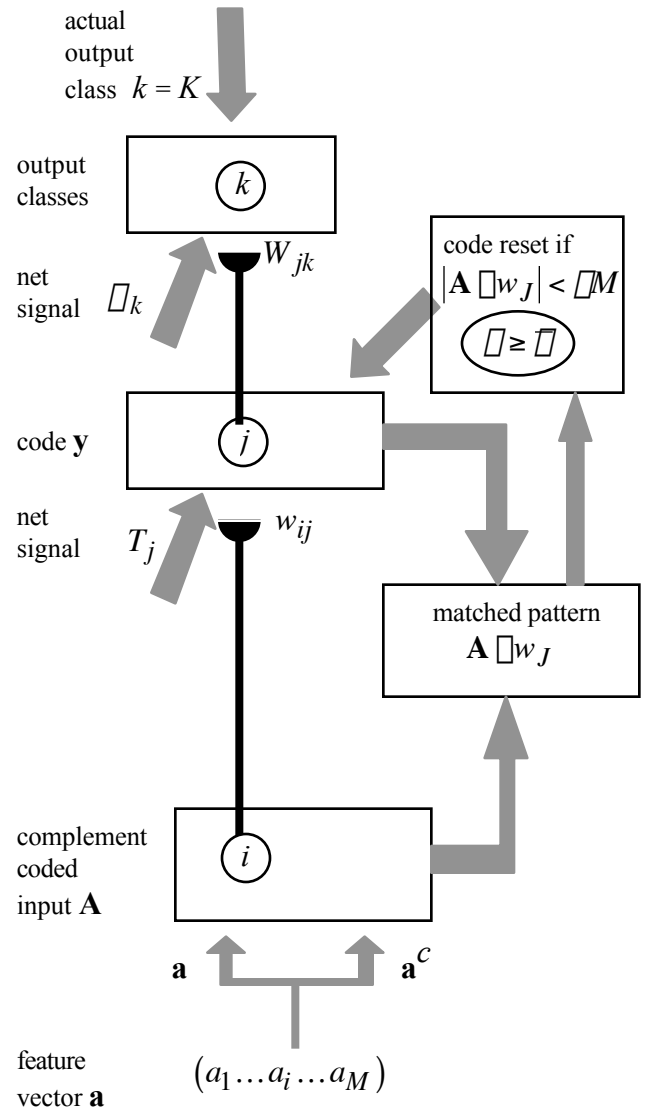 actual
output
class k = K
output
classes
k
W_jk
net
signal
▯_k
code reset if
|A ▯w_J| < ▯M
▯ ≥ ▯̅
code y
j
net
signal
T_j
w_ij
matched pattern
A ▯w_J
complement
coded
input A
i
a
a^c
feature
vector a
(a_1…a_i…a_M)